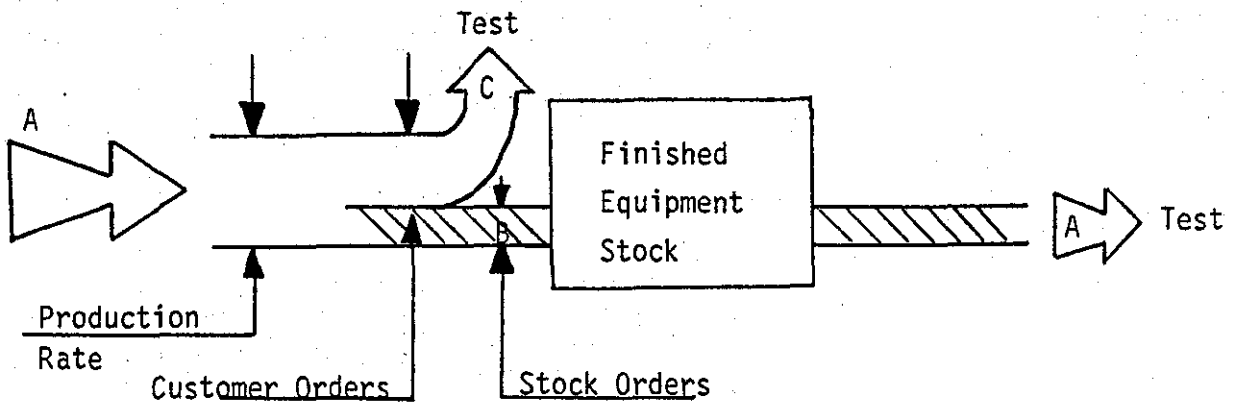 Test
C
A
Finished
Equipment
Stock
B
A
Test
Production
Rate
Customer Orders
Stock Orders